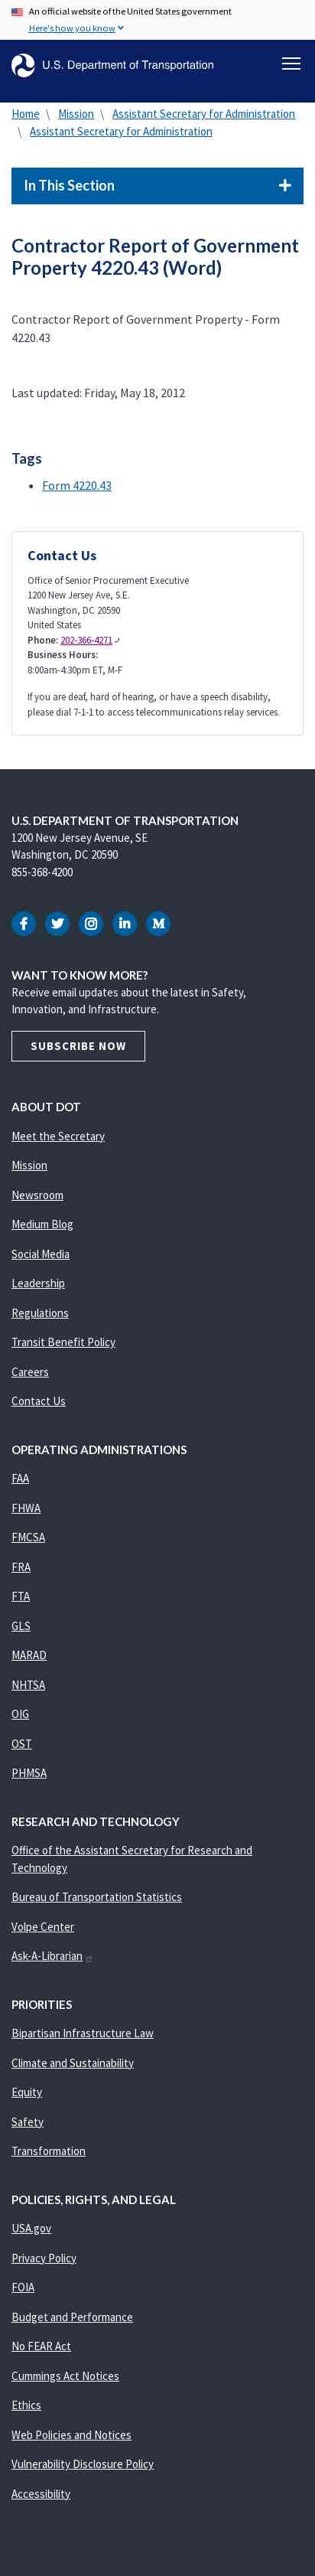 An official website of the United States government
Here's how you know
U.S. Department of Transportation
Home \ Mission \ Assistant Secretary for Administration
\ Assistant Secretary for Administration
In This Section
Contractor Report of Government
Property 4220.43 (Word)
Contractor Report of Government Property - Form
4220.43
Last updated: Friday, May 18, 2012
Tags
• Form 4220.43
Contact Us
Office of Senior Procurement Executive
1200 New Jersey Ave, S.E.
Washington, DC 20590
United States
Phone: 202-366-4271
Business Hours:
8:00am-4:30pm ET, M-F
If you are deaf, hard of hearing, or have a speech disability,
please dial 7-1-1 to access telecommunications relay services.
U.S. DEPARTMENT OF TRANSPORTATION
1200 New Jersey Avenue, SE
Washington, DC 20590
855-368-4200
WANT TO KNOW MORE?
Receive email updates about the latest in Safety,
Innovation, and Infrastructure.
SUBSCRIBE NOW
ABOUT DOT
Meet the Secretary
Mission
Newsroom
Medium Blog
Social Media
Leadership
Regulations
Transit Benefit Policy
Careers
Contact Us
OPERATING ADMINISTRATIONS
FAA
FHWA
FMCSA
FRA
FTA
GLS
MARAD
NHTSA
OIG
OST
PHMSA
RESEARCH AND TECHNOLOGY
Office of the Assistant Secretary for Research and
Technology
Bureau of Transportation Statistics
Volpe Center
Ask-A-Librarian
PRIORITIES
Bipartisan Infrastructure Law
Climate and Sustainability
Equity
Safety
Transformation
POLICIES, RIGHTS, AND LEGAL
USA.gov
Privacy Policy
FOIA
Budget and Performance
No FEAR Act
Cummings Act Notices
Ethics
Web Policies and Notices
Vulnerability Disclosure Policy
Accessibility